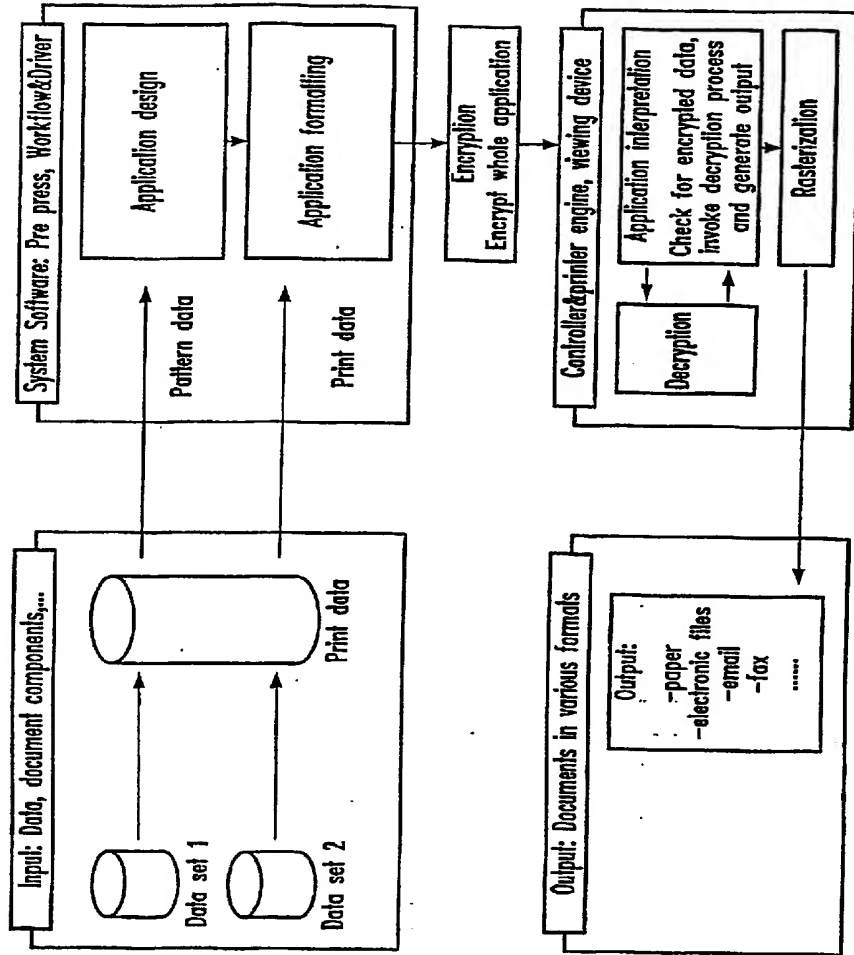 Input: Data, document components,...
Data set 1
Data set 2
Print data
System Software: Pre press, Workflow&Driver
Pattern data
Print data
Application design
Application formatting
Encryption
Encrypt whole application
Controller&printer engine, viewing device
Decryption
Application interpretation
Check for encrypted data,
invoke decryption process
and generate output
Rasterization
Output: Documents in various formats
Output:
-paper
-electronic files
-email
-fax
......